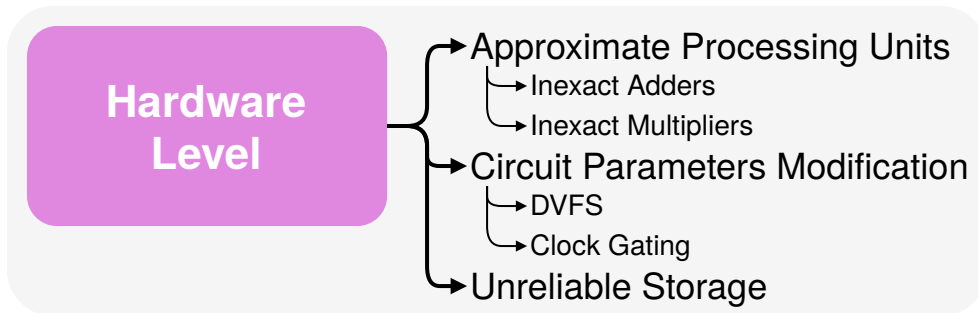 Hardware
Level
Approximate Processing Units
Inexact Adders
Inexact Multipliers
Circuit Parameters Modification
DVFS
Clock Gating
Unreliable Storage